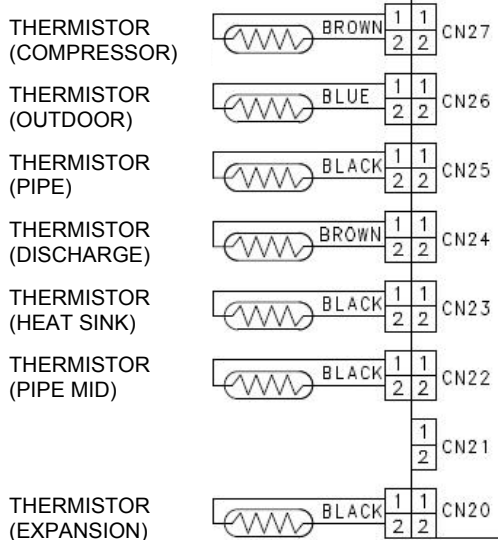 THERMISTOR
(COMPRESSOR)
BROWN
1 1
2 2
CN27
THERMISTOR
(OUTDOOR)
BLUE
1 1
2 2
CN26
THERMISTOR
(PIPE)
BLACK
1 1
2 2
CN25
THERMISTOR
(DISCHARGE)
BROWN
1 1
2 2
CN24
THERMISTOR
(HEAT SINK)
BLACK
1 1
2 2
CN23
THERMISTOR
(PIPE MID)
BLACK
1 1
2 2
CN22
1
2
CN21
THERMISTOR
(EXPANSION)
BLACK
1 1
2 2
CN20